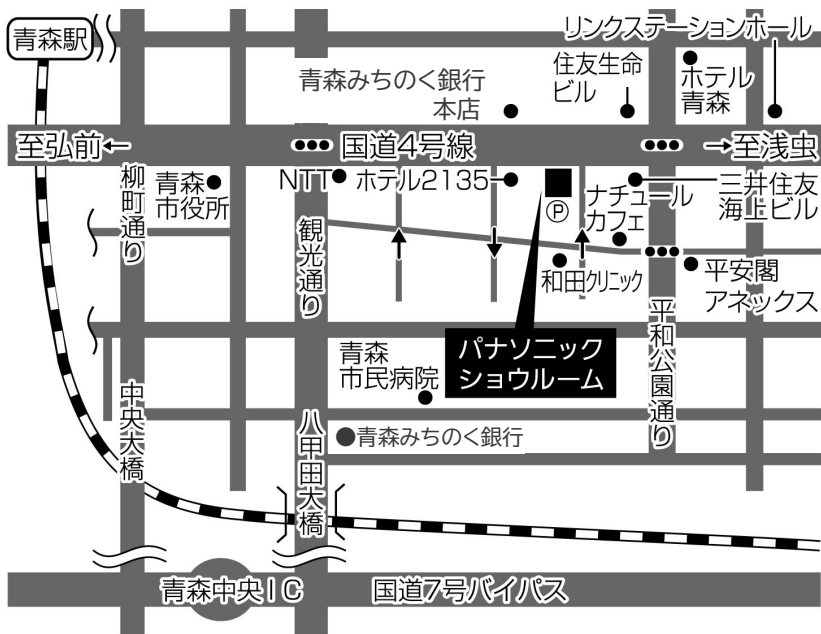 青森駅
リンクステーションホール
青森みちのく銀行
本店
住友生命
ビル
ホテル
青森
至弘前←
国道4号線
→至浅虫
柳町通り
青森
市役所
NTT
ホテル2135
P
ナチュール
カフェ
三井住友
海上ビル
観光通り
和田クリニック
平安閣
アネックス
パナソニック
ショウルーム
平和公園通り
青森
市民病院
中央大橋
八甲田大橋
青森みちのく銀行
青森中央IC
国道7号バイパス